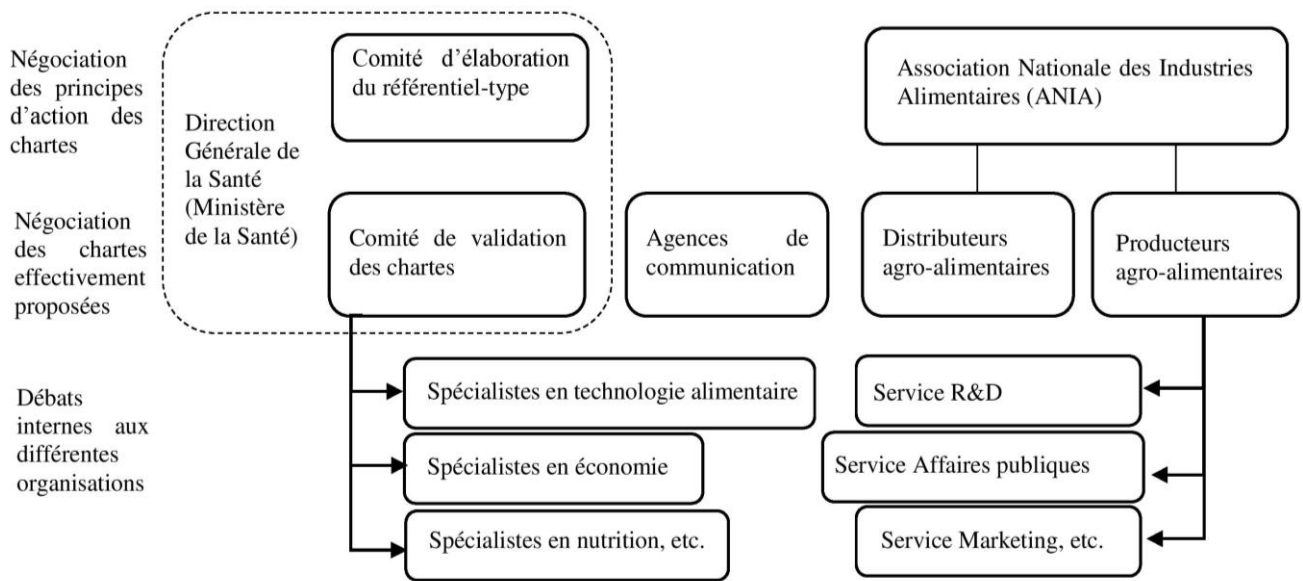 Négociation
des principes
d’action des
chartes
Comité d’élaboration
du référentiel-type
Association Nationale des Industries
Alimentaires (ANIA)
Direction
Générale de
la Santé
(Ministère
de la Santé)
Négociation
des chartes
effectivement
proposées
Comité de validation
des chartes
Agences de
communication
Distributeurs
agro-alimentaires
Producteurs
agro-alimentaires
Débats
internes aux
différentes
organisations
Spécialistes en technologie alimentaire
Service R&D
Spécialistes en économie
Service Affaires publiques
Spécialistes en nutrition, etc.
Service Marketing, etc.